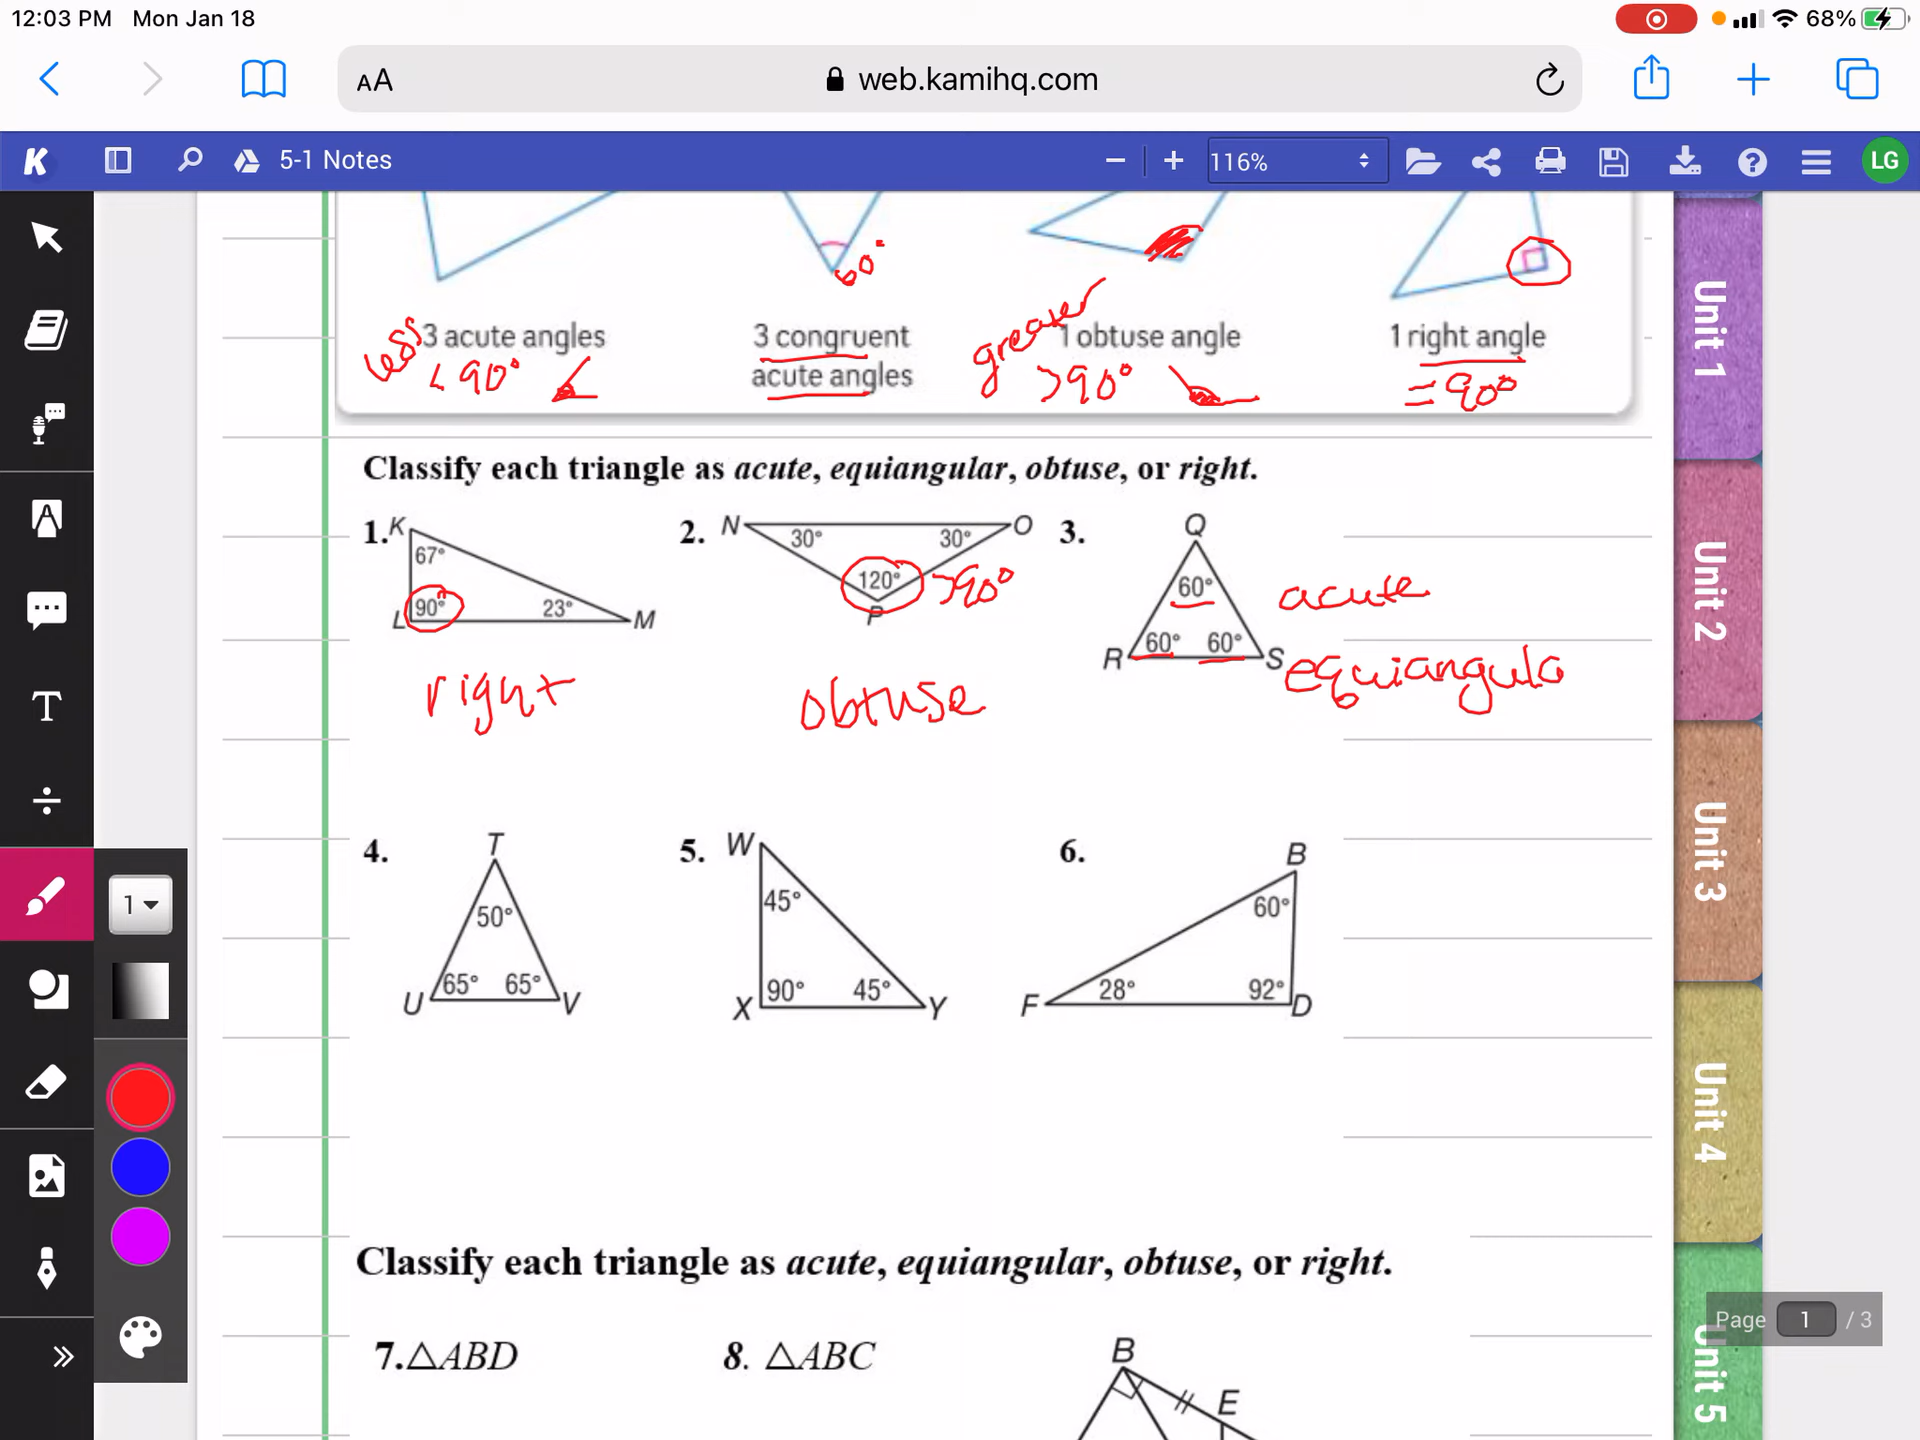 12:03 PM Mon Jan 18
68%
AA
web.kamihq.com
K
5-1 Notes
116%
LG
60°
less
3 acute angles
< 90°
3 congruent
acute angles
greater
1 obtuse angle
> 90°
1 right angle
= 90°
Classify each triangle as acute, equiangular, obtuse, or right.
1. K 67° L 90° 23° M
right
2. N 30° 30° O 120° P >90°
obtuse
3. Q 60° R 60° 60° S
acute
equiangula
4. T 50° U 65° 65° V
5. W 45° X 90° 45° Y
6. B 60° F 28° 92° D
Classify each triangle as acute, equiangular, obtuse, or right.
7. △ABD
8. △ABC
B
E
Unit 1
Unit 2
Unit 3
Unit 4
Unit 5
Page 1 / 3
T
1